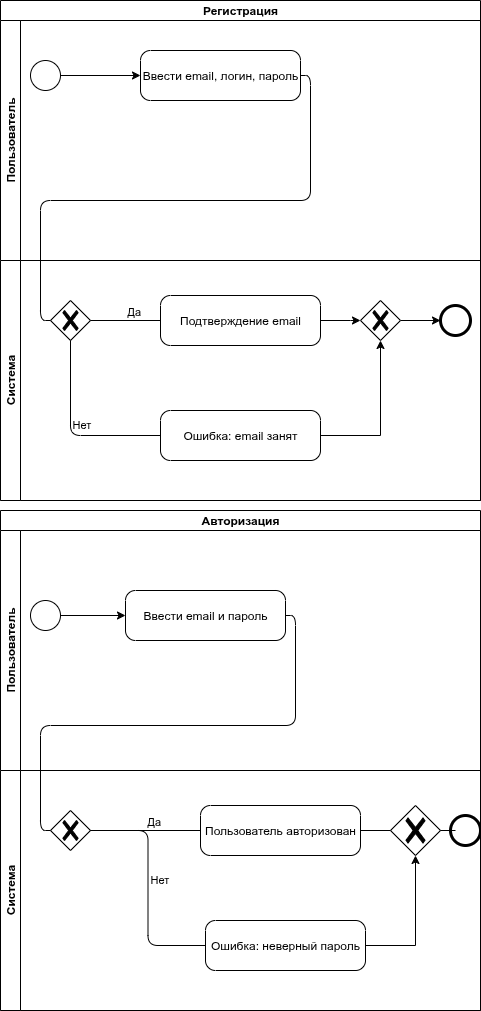 Регистрация
Пользователь
Ввести email, логин, пароль
Система
Да
Подтверждение email
Нет
Ошибка: email занят
Авторизация
Пользователь
Ввести email и пароль
Система
Да
Пользователь авторизован
Нет
Ошибка: неверный пароль